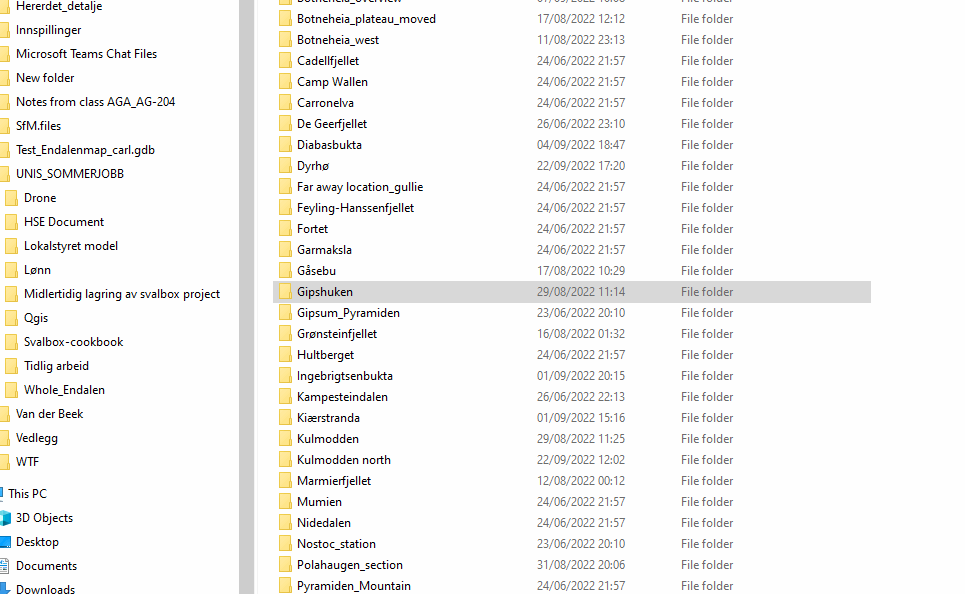 Hererdet_detalje
Innspillinger
Microsoft Teams Chat Files
New folder
Notes from class AGA_AG-204
SfM.files
Test_Endalenmap_carl.gdb
UNIS_SOMMERJOBB
Drone
HSE Document
Lokalstyret model
Lønn
Midlertidig lagring av svalbox project
Qgis
Svalbox-cookbook
Tidlig arbeid
Whole_Endalen
Van der Beek
Vedlegg
WTF
This PC
3D Objects
Desktop
Documents
Downloads
Botneheia_plateau_moved 17/08/2022 12:12 File folder
Botneheia_west 11/08/2022 23:13 File folder
Cadellfjellet 24/06/2022 21:57 File folder
Camp Wallen 24/06/2022 21:57 File folder
Carronelva 24/06/2022 21:57 File folder
De Geerfjellet 26/06/2022 23:10 File folder
Diabasbukta 04/09/2022 18:47 File folder
Dyrhø 22/09/2022 17:20 File folder
Far away location_gullie 24/06/2022 21:57 File folder
Feyling-Hanssenfjellet 24/06/2022 21:57 File folder
Fortet 24/06/2022 21:57 File folder
Garmaksla 24/06/2022 21:57 File folder
Gåsebu 17/08/2022 10:29 File folder
Gipshuken 29/08/2022 11:14 File folder
Gipsum_Pyramiden 23/06/2022 20:10 File folder
Grønsteinfjellet 16/08/2022 01:32 File folder
Hultberget 24/06/2022 21:57 File folder
Ingebrigtsenbukta 01/09/2022 20:15 File folder
Kampesteindalen 26/06/2022 22:13 File folder
Kiærstranda 01/09/2022 15:16 File folder
Kulmodden 29/08/2022 11:25 File folder
Kulmodden north 22/09/2022 12:02 File folder
Marmierfjellet 12/08/2022 00:12 File folder
Mumien 24/06/2022 21:57 File folder
Nidedalen 24/06/2022 21:57 File folder
Nostoc_station 23/06/2022 20:10 File folder
Polahaugen_section 31/08/2022 20:06 File folder
Pyramiden_Mountain 24/06/2022 21:57 File folder